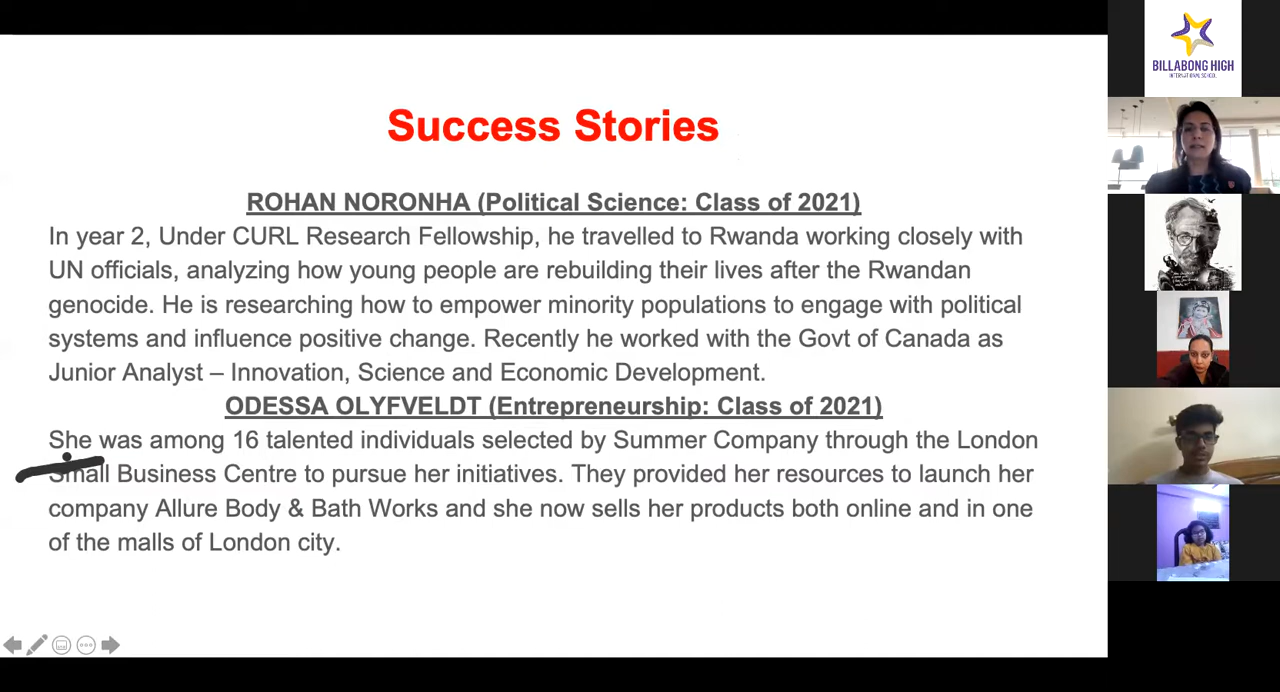 Success Stories
ROHAN NORONHA (Political Science: Class of 2021)
In year 2, Under CURL Research Fellowship, he travelled to Rwanda working closely with
UN officials, analyzing how young people are rebuilding their lives after the Rwandan
genocide. He is researching how to empower minority populations to engage with political
systems and influence positive change. Recently he worked with the Govt of Canada as
Junior Analyst – Innovation, Science and Economic Development.
ODESSA OLYFVELDT (Entrepreneurship: Class of 2021)
She was among 16 talented individuals selected by Summer Company through the London
Small Business Centre to pursue her initiatives. They provided her resources to launch her
company Allure Body & Bath Works and she now sells her products both online and in one
of the malls of London city.
BILLABONG HIGH
INTERNATIONAL SCHOOL